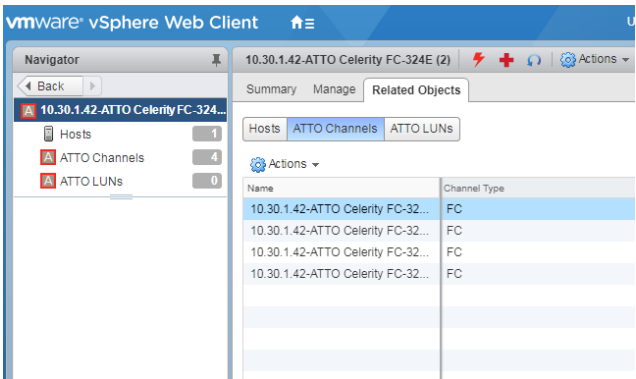 vmware® vSphere Web Client
U
Navigator
Back
10.30.1.42-ATTO Celerity FC-324...
Hosts 1
ATTO Channels 4
ATTO LUNs 0
10.30.1.42-ATTO Celerity FC-324E (2) Actions
Summary Manage Related Objects
Hosts ATTO Channels ATTO LUNs
Actions
Name Channel Type
10.30.1.42-ATTO Celerity FC-32... FC
10.30.1.42-ATTO Celerity FC-32... FC
10.30.1.42-ATTO Celerity FC-32... FC
10.30.1.42-ATTO Celerity FC-32... FC